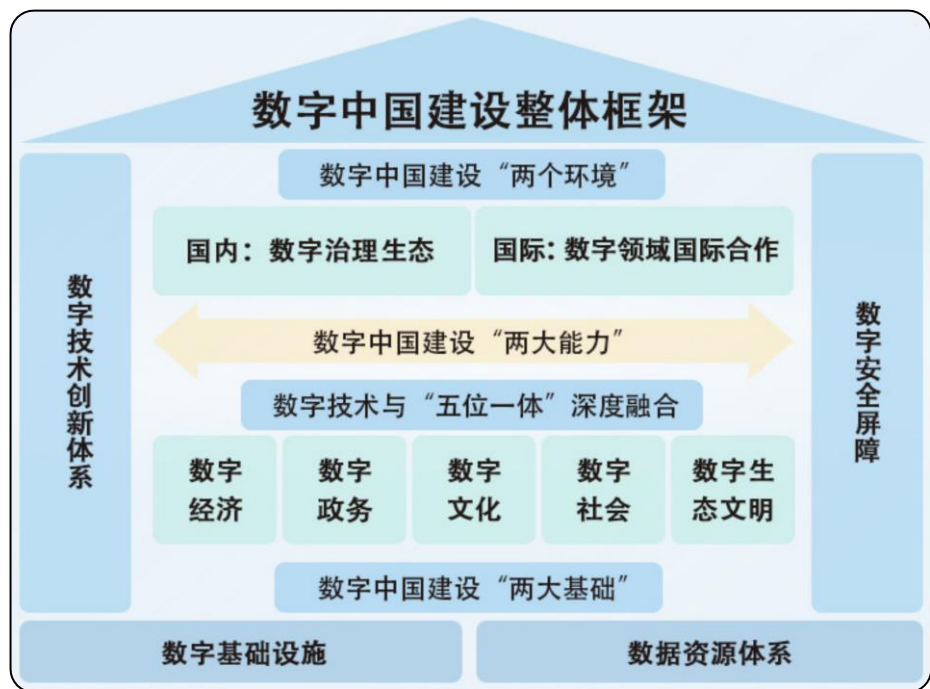 数字中国建设整体框架
数字中国建设“两个环境”
国内：数字治理生态
国际：数字领域国际合作
数字技术创新体系
数字中国建设“两大能力”
数字安全屏障
数字技术与“五位一体”深度融合
数字
经济
数字
政务
数字
文化
数字
社会
数字生
态文明
数字中国建设“两大基础”
数字基础设施
数据资源体系